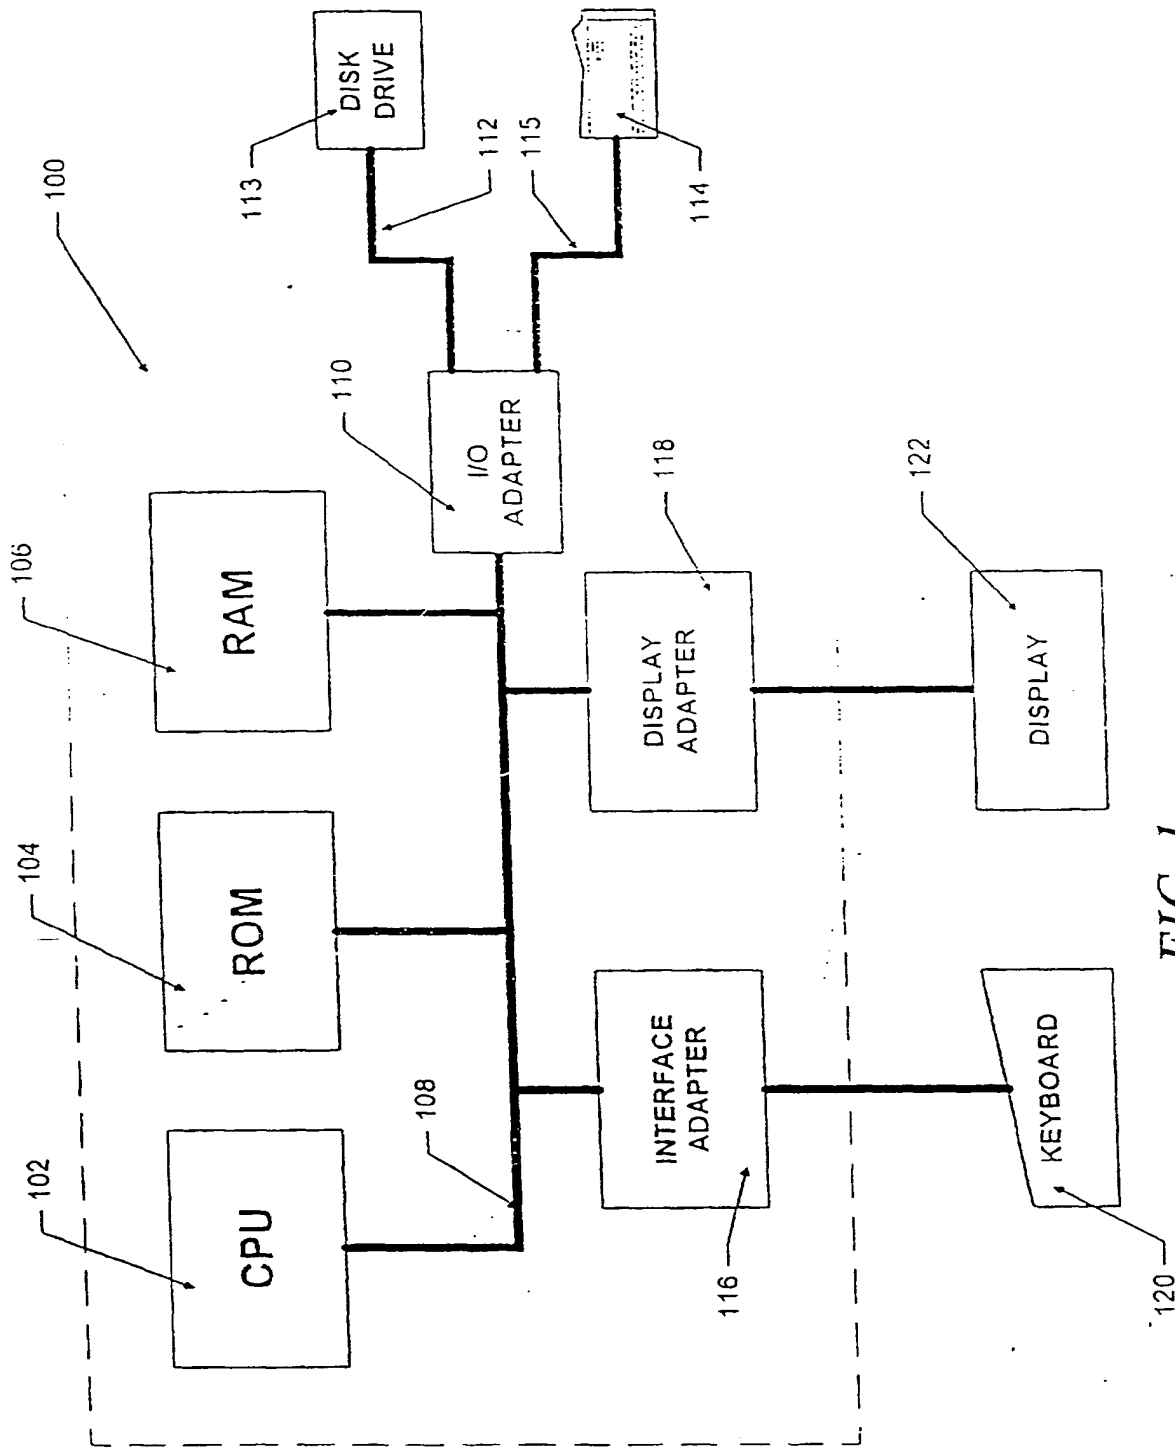 100
102
CPU
104
ROM
106
RAM
108
110
I/O
ADAPTER
113
DISK
DRIVE
112
115
114
116
INTERFACE
ADAPTER
118
DISPLAY
ADAPTER
120
KEYBOARD
122
DISPLAY
FIG. 1